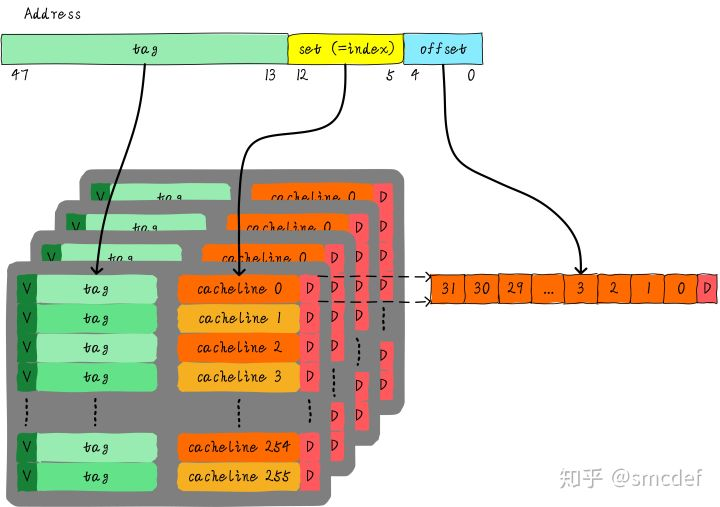 Address
tag set (=index) offset
47 13 12 5 4 0
V tag cacheline 0 D
V tag cacheline 0 D D
tag cacheline 0 D D D
V tag cacheline 0 D D D D 31 30 29 ... 3 2 1 0 D
V tag cacheline 1 D D D
V tag cacheline 2 D D D
V tag cacheline 3 D D D
V tag cacheline 254 D D D
V tag cacheline 255 D D
知乎 @smcdef